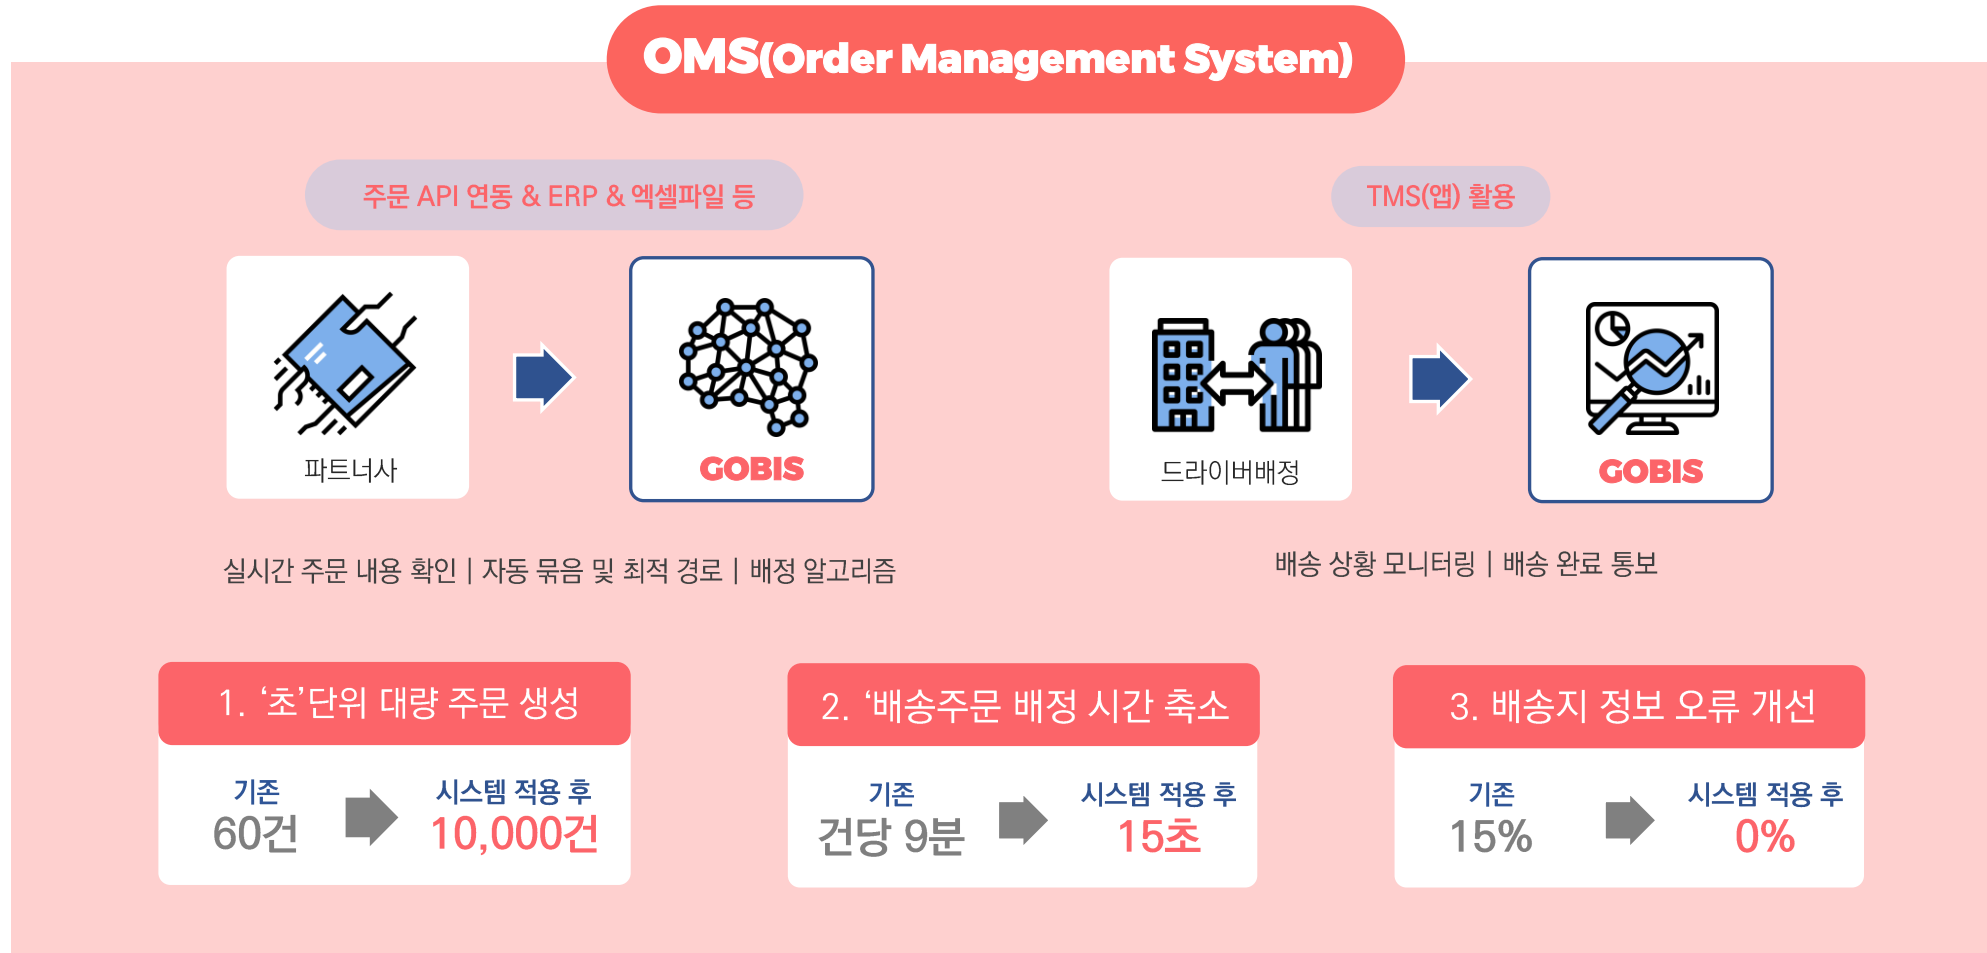 OMS(Order Management System)
주문 API 연동 & ERP & 엑셀파일 등
TMS(앱) 활용
파트너사
GOBIS
드라이버배정
GOBIS
실시간 주문 내용 확인 | 자동 묶음 및 최적 경로 | 배정 알고리즘
배송 상황 모니터링 | 배송 완료 통보
1. ‘초’단위 대량 주문 생성
기존
60건
시스템 적용 후
10,000건
2. ‘배송주문 배정 시간 축소
기존
건당 9분
시스템 적용 후
15초
3. 배송지 정보 오류 개선
기존
15%
시스템 적용 후
0%